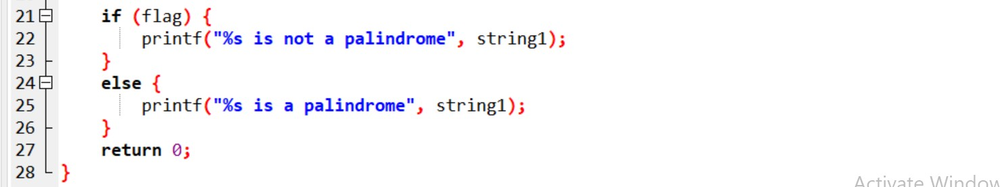 21 if (flag) {
22 printf("%s is not a palindrome", string1);
23 }
24 else {
25 printf("%s is a palindrome", string1);
26 }
27 return 0;
28 }
Activate Window